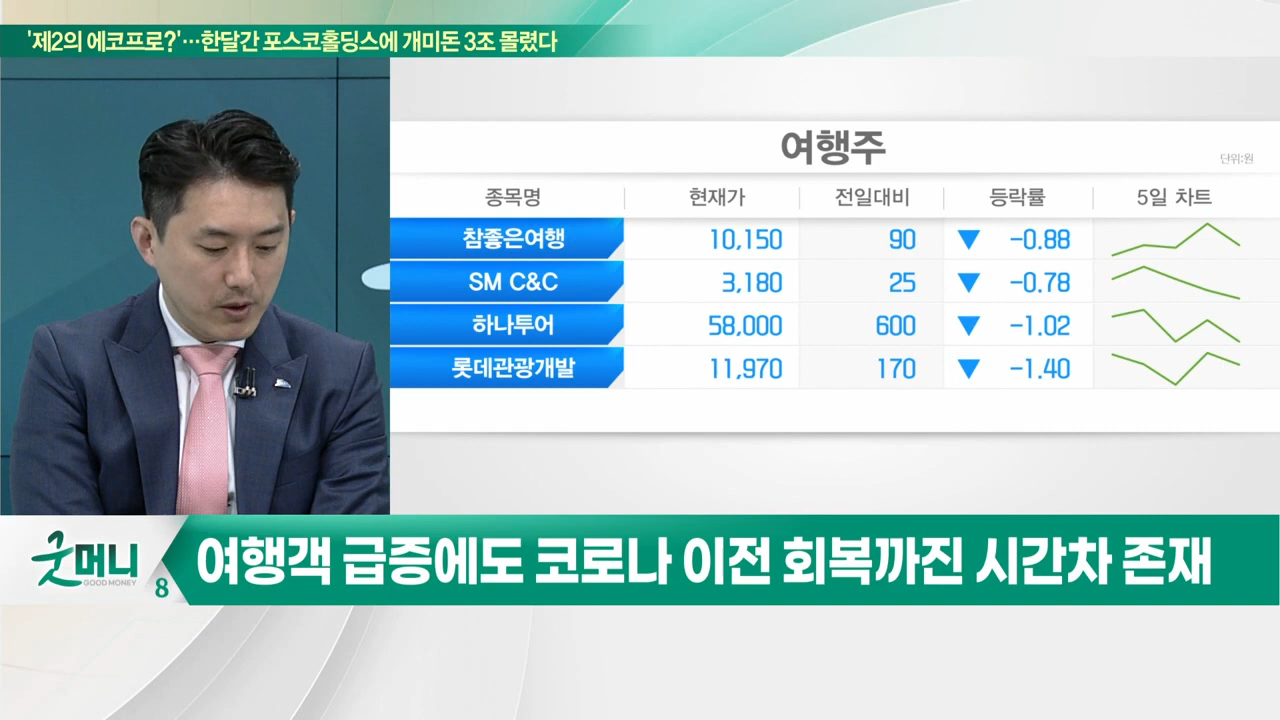 '제2의 에코프로?'…한달간 포스코홀딩스에 개미돈 3조 몰렸다
여행주
단위:원
종목명 현재가 전일대비 등락률 5일 차트
참좋은여행 10,150 90 ▼ -0.88
SM C&C 3,180 25 ▼ -0.78
하나투어 58,000 600 ▼ -1.02
롯데관광개발 11,970 170 ▼ -1.40
굿머니
GOOD MONEY
8
여행객 급증에도 코로나 이전 회복까진 시간차 존재